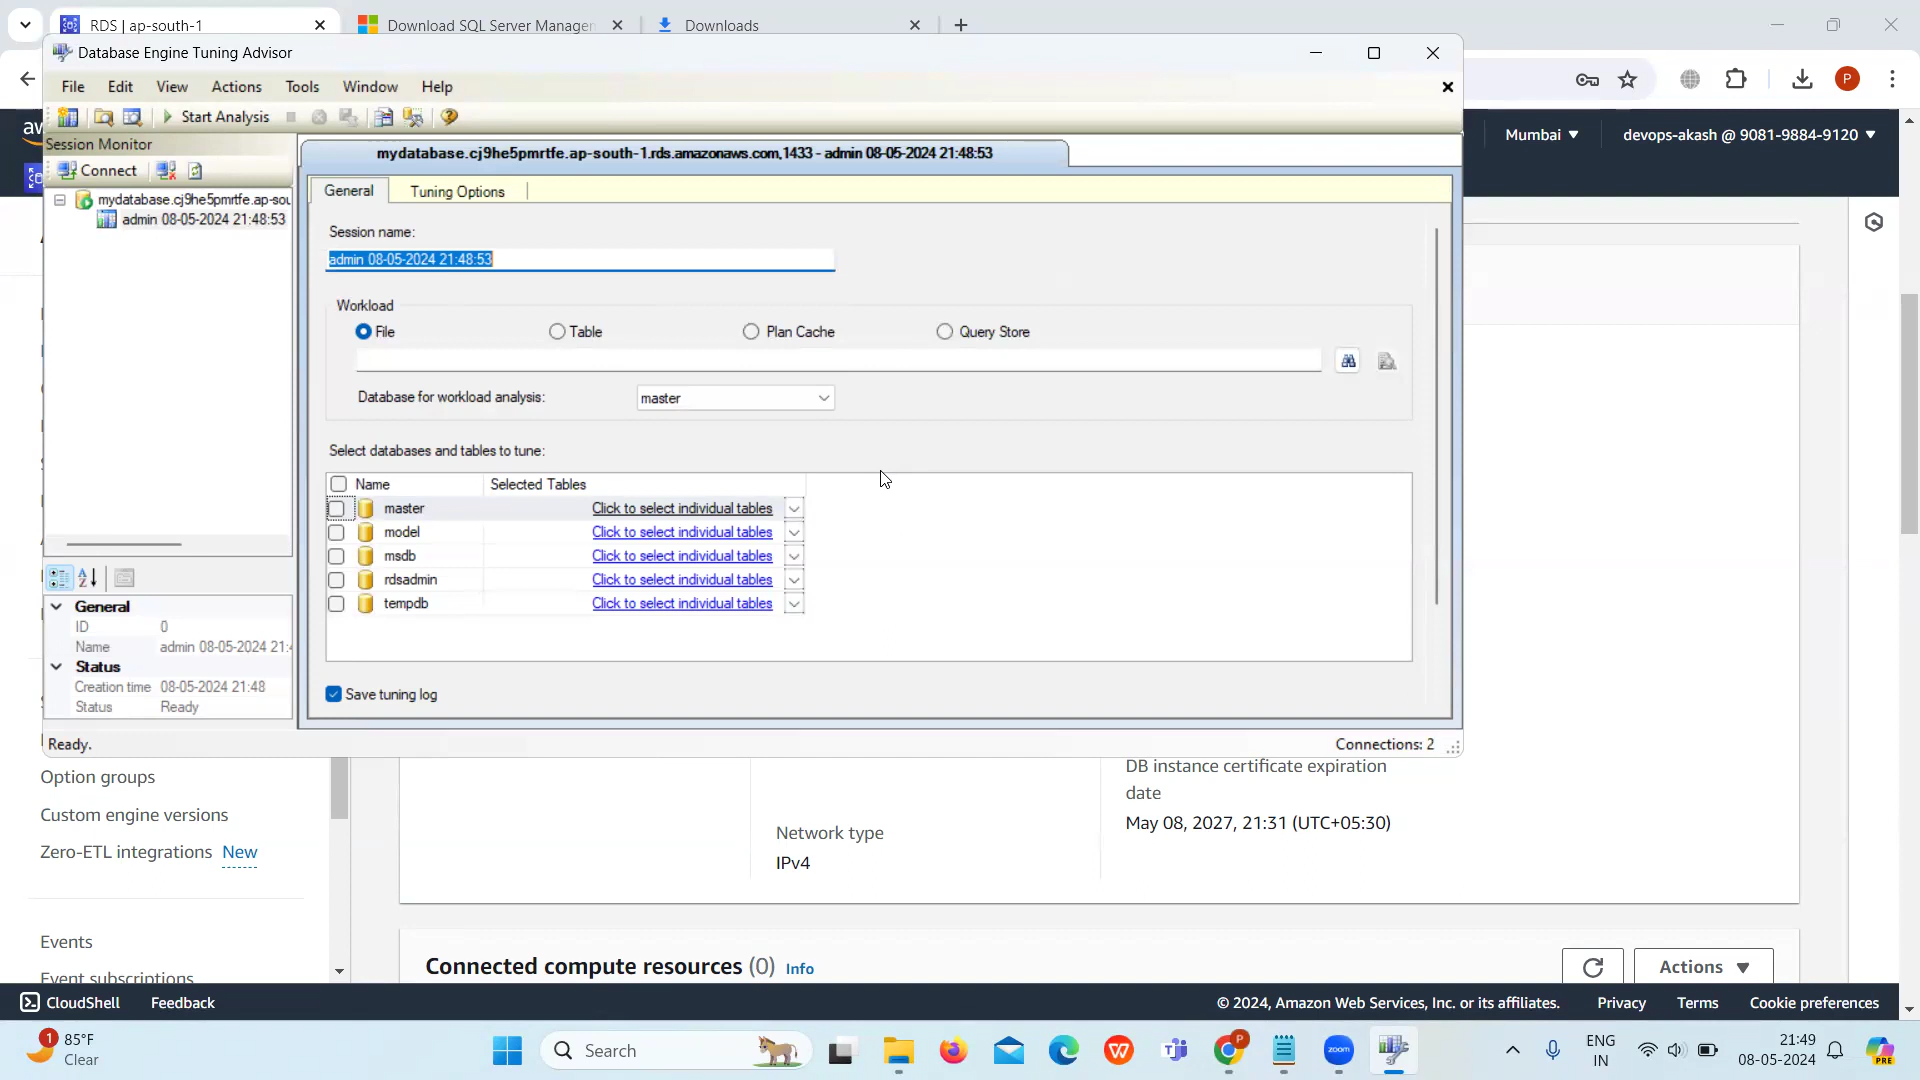 RDS | ap-south-1
Download SQL Server Manager
Downloads
Database Engine Tuning Advisor
File Edit View Actions Tools Window Help
Start Analysis
Session Monitor
Connect
mydatabase.cj9he5pmrtfe.ap-sou
admin 08-05-2024 21:48:53
mydatabase.cj9he5pmrtfe.ap-south-1.rds.amazonaws.com,1433 - admin 08-05-2024 21:48:53
General Tuning Options
Session name:
admin 08-05-2024 21:48:53
Workload
File Table Plan Cache Query Store
Database for workload analysis: master
Select databases and tables to tune:
Name Selected Tables
master Click to select individual tables
model Click to select individual tables
msdb Click to select individual tables
rdsadmin Click to select individual tables
tempdb Click to select individual tables
Save tuning log
General
ID 0
Name admin 08-05-2024 21:4
Status
Creation time 08-05-2024 21:48
Status Ready
Ready.
Connections: 2
P
Mumbai
devops-akash @ 9081-9884-9120
Option groups
Custom engine versions
Zero-ETL integrations New
Events
Event subscriptions
DB instance certificate expiration
date
May 08, 2027, 21:31 (UTC+05:30)
Network type
IPv4
Connected compute resources (0) Info
Actions
CloudShell Feedback
© 2024, Amazon Web Services, Inc. or its affiliates. Privacy Terms Cookie preferences
1
85°F
Clear
Search
P
zoom
ENG
IN
21:49
08-05-2024
PRE